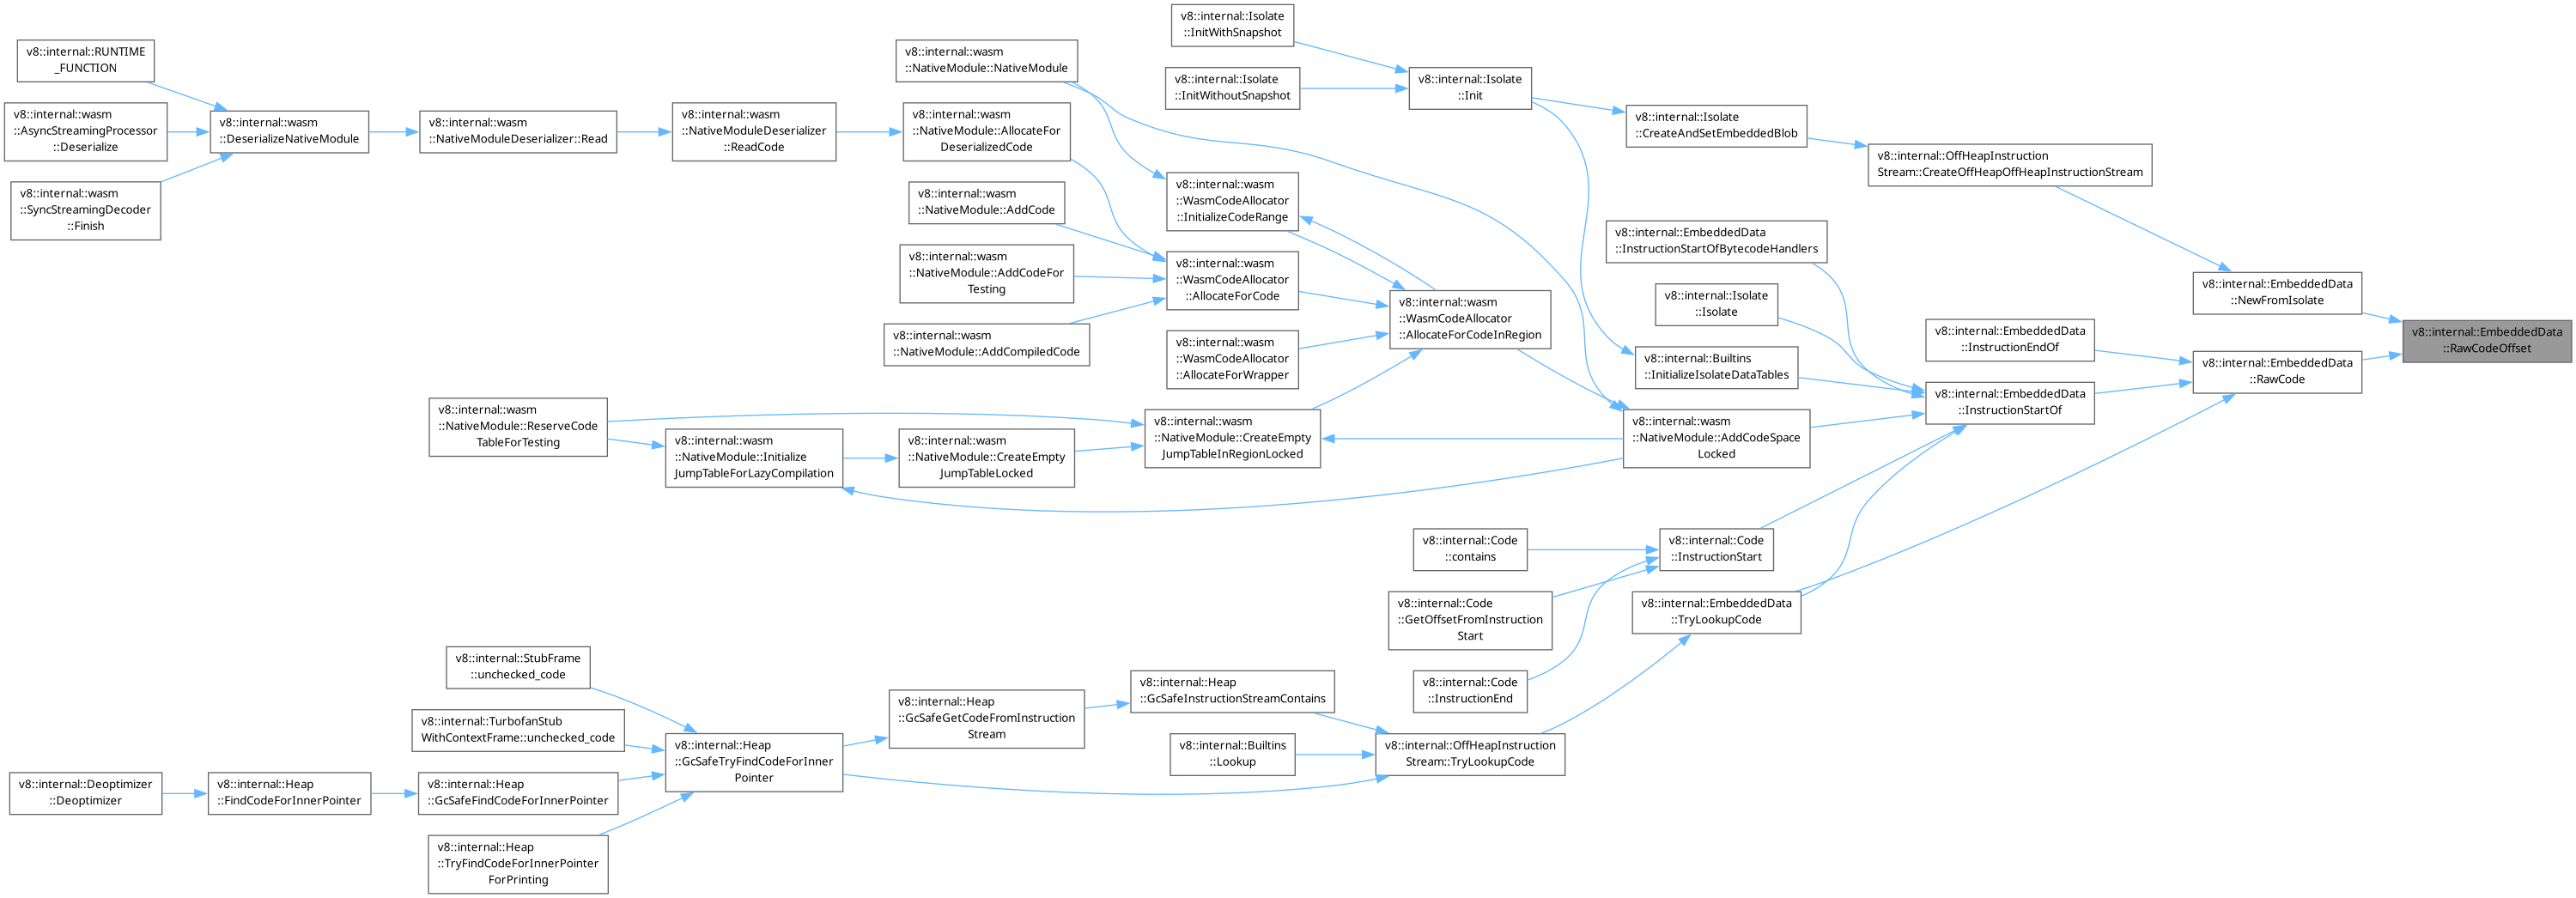 v8::internal::RUNTIME
_FUNCTION
v8::internal::wasm
::AsyncStreamingProcessor
::Deserialize
v8::internal::wasm
::SyncStreamingDecoder
::Finish
v8::internal::wasm
::DeserializeNativeModule
v8::internal::wasm
::NativeModuleDeserializer::Read
v8::internal::wasm
::NativeModuleDeserializer
::ReadCode
v8::internal::wasm
::NativeModule::NativeModule
v8::internal::wasm
::NativeModule::AllocateFor
DeserializedCode
v8::internal::wasm
::NativeModule::AddCode
v8::internal::wasm
::NativeModule::AddCodeFor
Testing
v8::internal::wasm
::NativeModule::AddCompiledCode
v8::internal::Isolate
::InitWithSnapshot
v8::internal::Isolate
::InitWithoutSnapshot
v8::internal::wasm
::WasmCodeAllocator
::InitializeCodeRange
v8::internal::wasm
::WasmCodeAllocator
::AllocateForCode
v8::internal::wasm
::WasmCodeAllocator
::AllocateForWrapper
v8::internal::Isolate
::Init
v8::internal::wasm
::WasmCodeAllocator
::AllocateForCodeInRegion
v8::internal::Isolate
::CreateAndSetEmbeddedBlob
v8::internal::OffHeapInstruction
Stream::CreateOffHeapOffHeapInstructionStream
v8::internal::EmbeddedData
::InstructionStartOfBytecodeHandlers
v8::internal::Isolate
::Isolate
v8::internal::Builtins
::InitializeIsolateDataTables
v8::internal::EmbeddedData
::NewFromIsolate
v8::internal::EmbeddedData
::InstructionEndOf
v8::internal::EmbeddedData
::RawCodeOffset
v8::internal::EmbeddedData
::RawCode
v8::internal::EmbeddedData
::InstructionStartOf
v8::internal::wasm
::NativeModule::ReserveCode
TableForTesting
v8::internal::wasm
::NativeModule::Initialize
JumpTableForLazyCompilation
v8::internal::wasm
::NativeModule::CreateEmpty
JumpTableLocked
v8::internal::wasm
::NativeModule::CreateEmpty
JumpTableInRegionLocked
v8::internal::wasm
::NativeModule::AddCodeSpace
Locked
v8::internal::Code
::contains
v8::internal::Code
::InstructionStart
v8::internal::Code
::GetOffsetFromInstruction
Start
v8::internal::EmbeddedData
::TryLookupCode
v8::internal::Code
::InstructionEnd
v8::internal::StubFrame
::unchecked_code
v8::internal::TurbofanStub
WithContextFrame::unchecked_code
v8::internal::Heap
::GcSafeInstructionStreamContains
v8::internal::Heap
::GcSafeGetCodeFromInstruction
Stream
v8::internal::Heap
::GcSafeTryFindCodeForInner
Pointer
v8::internal::Builtins
::Lookup
v8::internal::OffHeapInstruction
Stream::TryLookupCode
v8::internal::Deoptimizer
::Deoptimizer
v8::internal::Heap
::FindCodeForInnerPointer
v8::internal::Heap
::GcSafeFindCodeForInnerPointer
v8::internal::Heap
::TryFindCodeForInnerPointer
ForPrinting